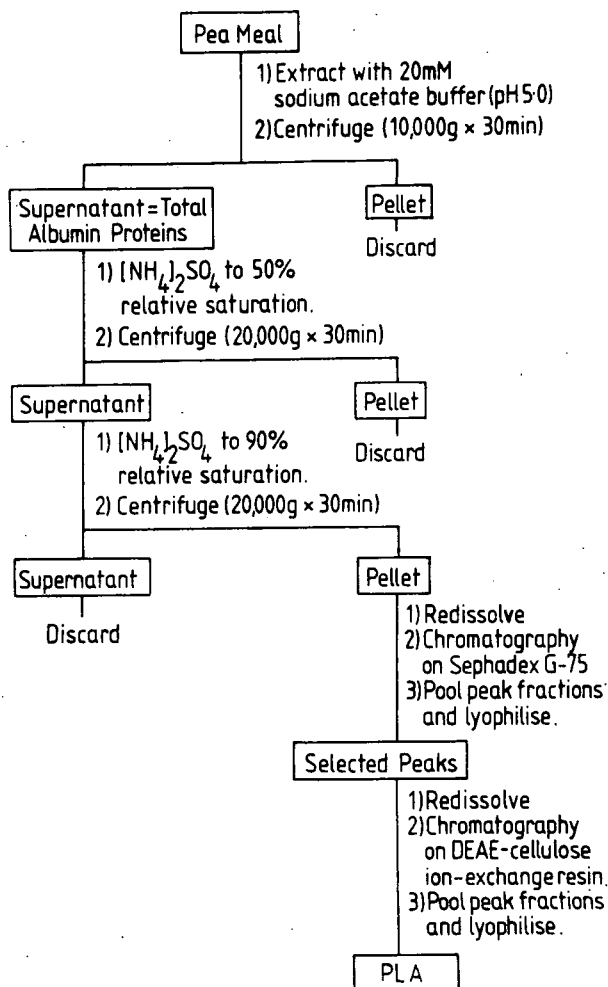 Pea Meal
1) Extract with 20mM
sodium acetate buffer (pH5·0)
2) Centrifuge (10,000g × 30min)
Supernatant = Total
Albumin Proteins
Pellet
Discard
1) [NH4]2SO4 to 50%
relative saturation.
2) Centrifuge (20,000g × 30min)
Supernatant
Pellet
Discard
1) [NH4]2SO4 to 90%
relative saturation.
2) Centrifuge (20,000g × 30min)
Supernatant
Discard
Pellet
1) Redissolve
2) Chromatography
on Sephadex G-75
3) Pool peak fractions
and lyophilise.
Selected Peaks
1) Redissolve
2) Chromatography
on DEAE-cellulose
ion-exchange resin.
3) Pool peak fractions
and lyophilise.
PLA